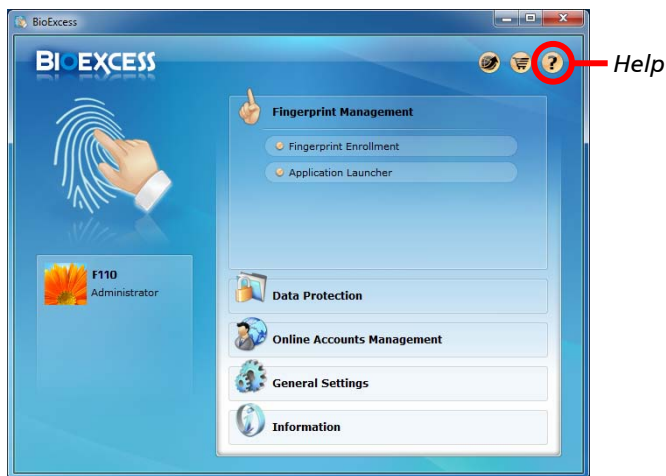 BioExcess
BIOEXCESS
? Help
Fingerprint Management
Fingerprint Enrollment
Application Launcher
F110
Administrator
Data Protection
Online Accounts Management
General Settings
Information